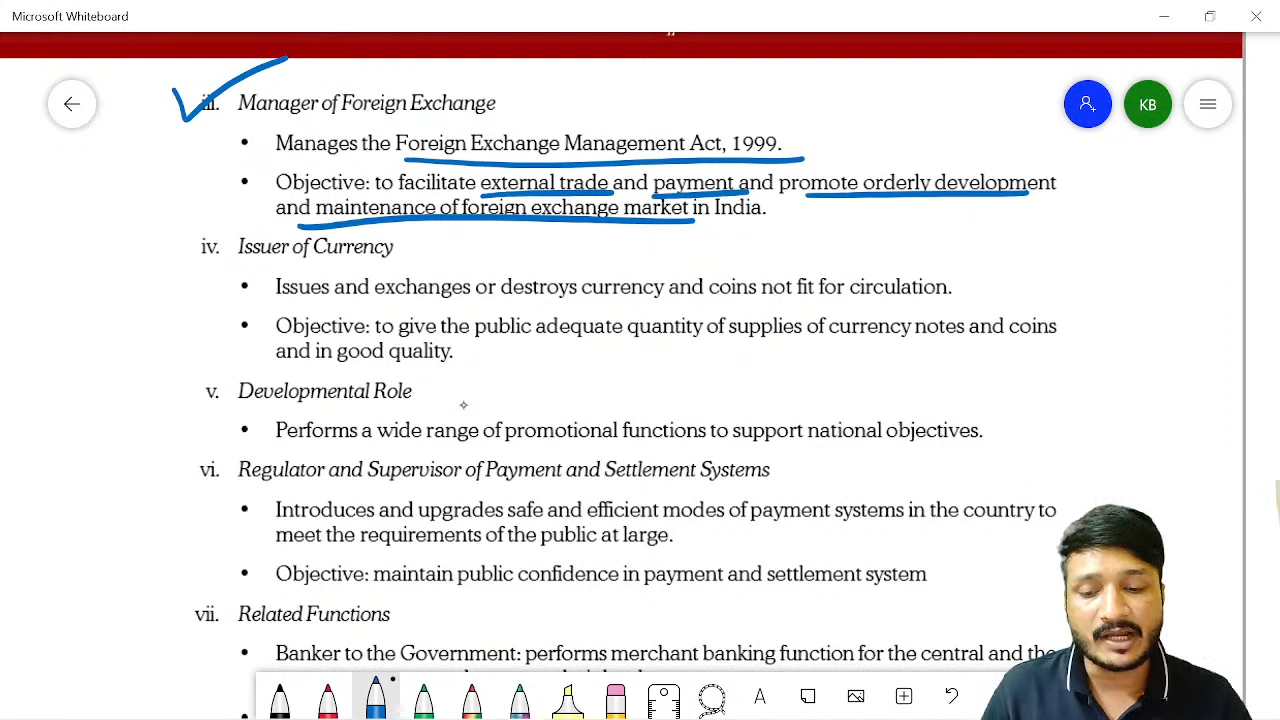 Microsoft Whiteboard
iii. Manager of Foreign Exchange
• Manages the Foreign Exchange Management Act, 1999.
• Objective: to facilitate external trade and payment and promote orderly development
and maintenance of foreign exchange market in India.
KB
iv. Issuer of Currency
• Issues and exchanges or destroys currency and coins not fit for circulation.
• Objective: to give the public adequate quantity of supplies of currency notes and coins
and in good quality.
v. Developmental Role
• Performs a wide range of promotional functions to support national objectives.
vi. Regulator and Supervisor of Payment and Settlement Systems
• Introduces and upgrades safe and efficient modes of payment systems in the country to
meet the requirements of the public at large.
• Objective: maintain public confidence in payment and settlement system
vii. Related Functions
• Banker to the Government: performs merchant banking function for the central and the
A